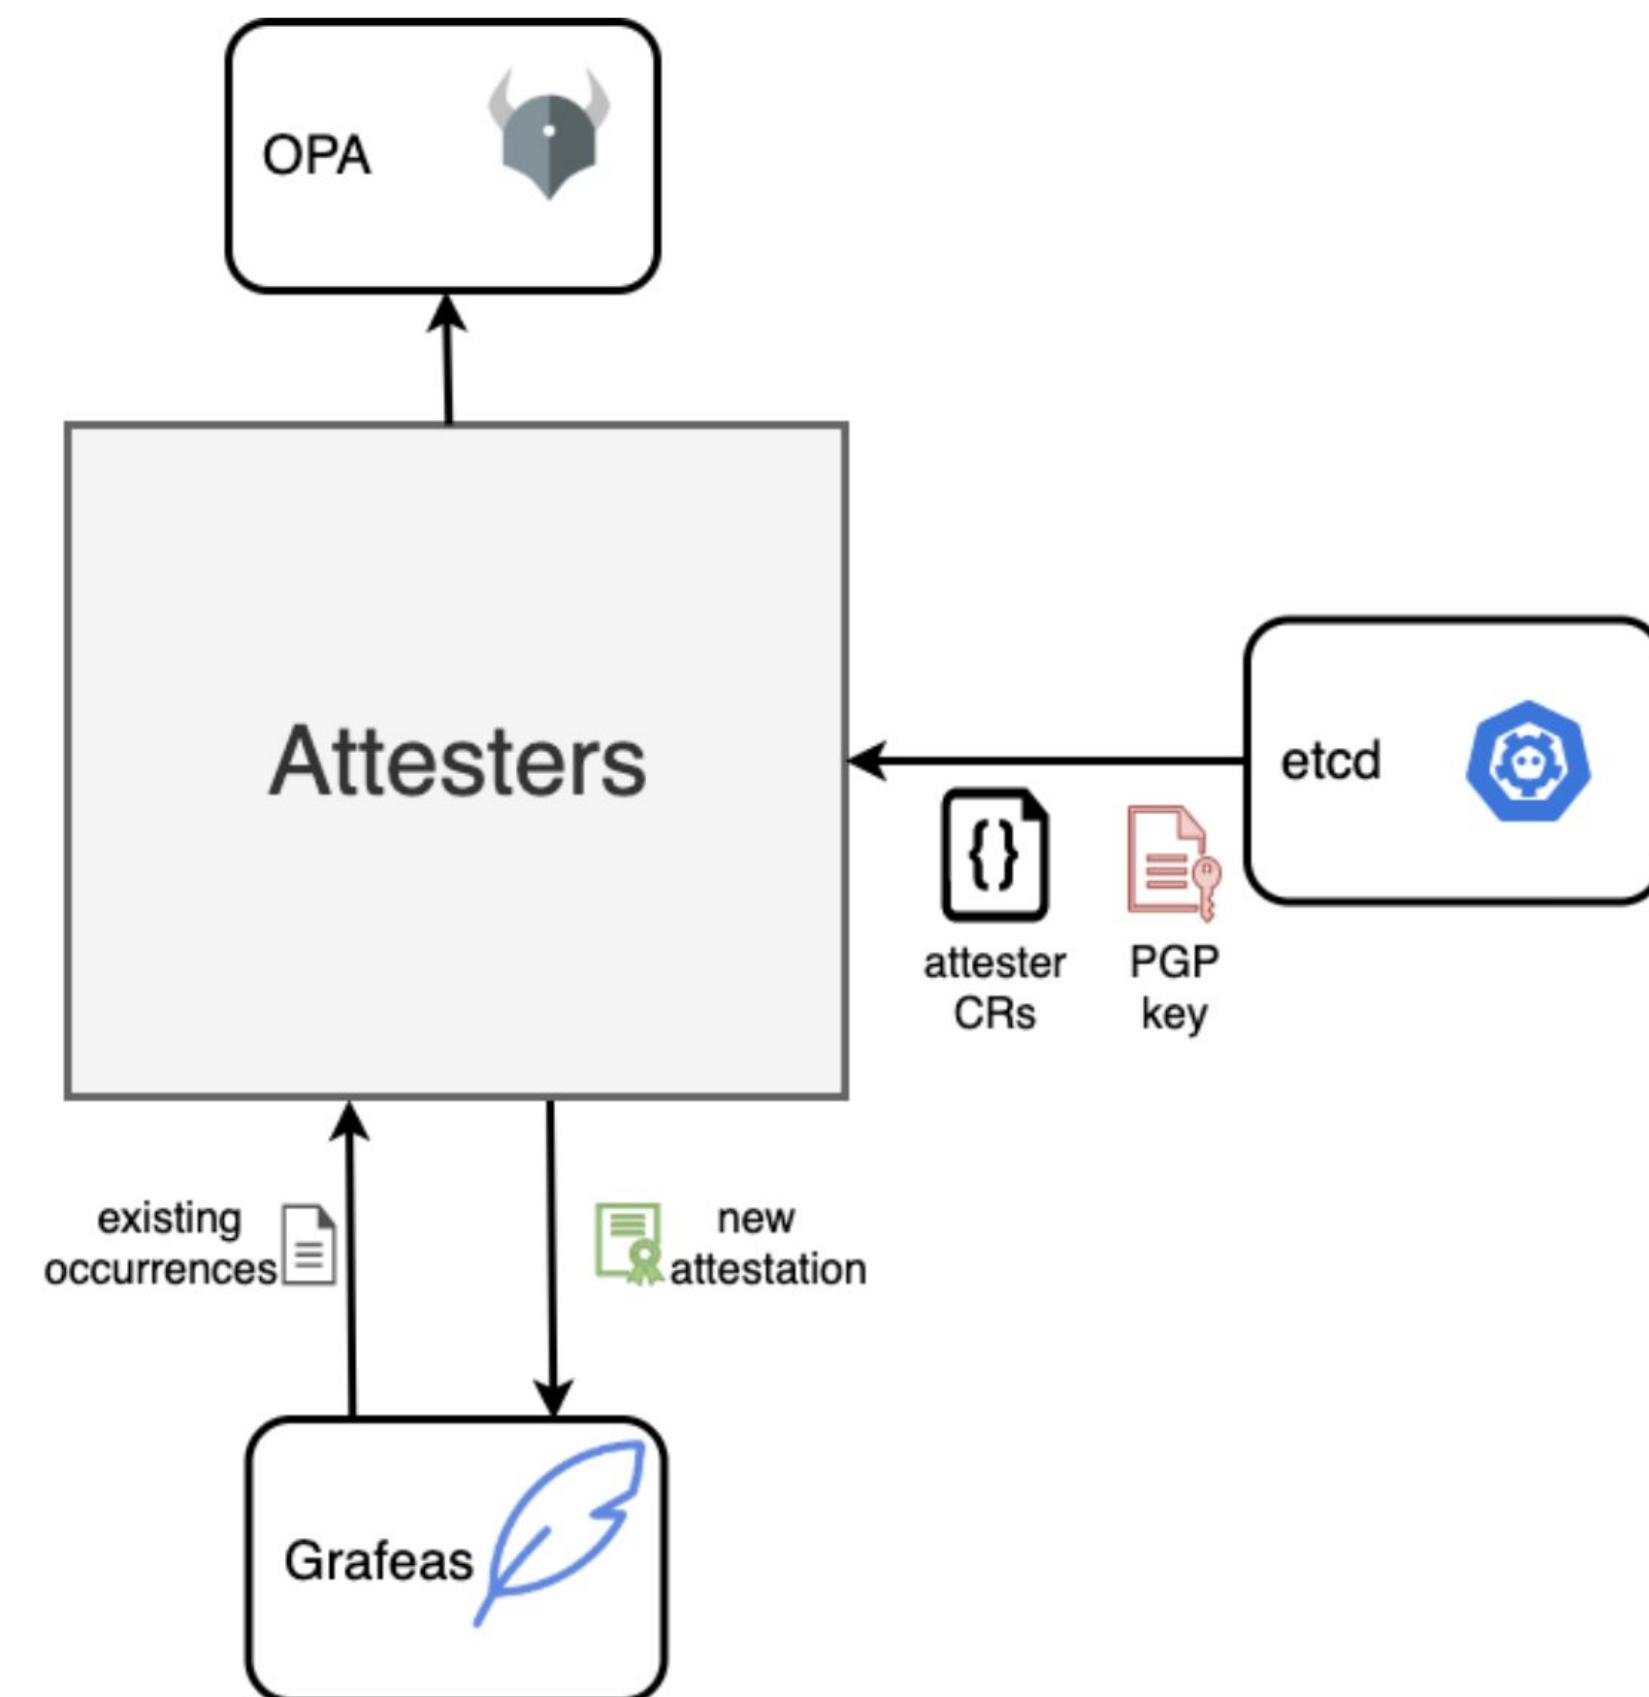 OPA
Attesters
etcd
attester
CRs
PGP
key
existing
occurrences
new
attestation
Grafeas